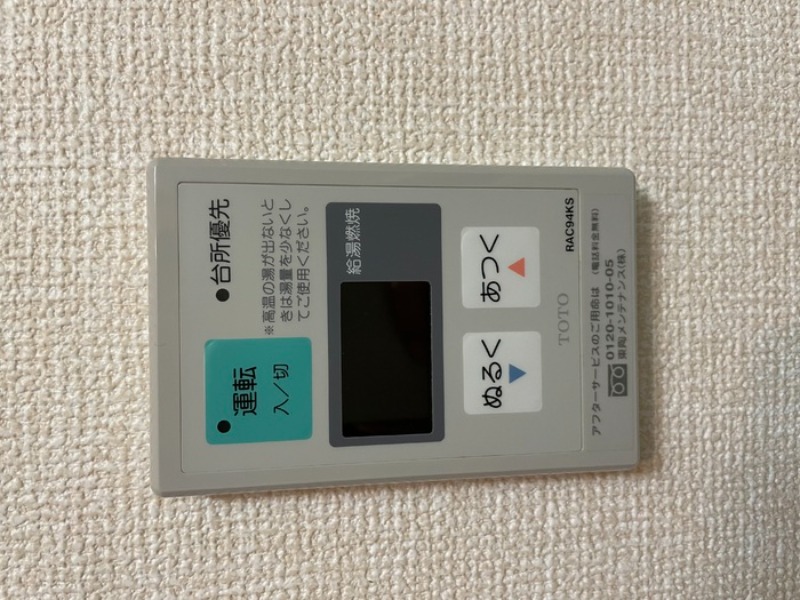 運転
入／切
●台所優先
※高温の湯が出ないと
きは湯量を少なくし
てご使用ください。
給湯燃焼
ぬるく
▼
あつく
▲
TOTO
RAC94KS
アフターサービスのご用命は (電話料金無料)
0120-1010-05
東陶メンテナンス(株)